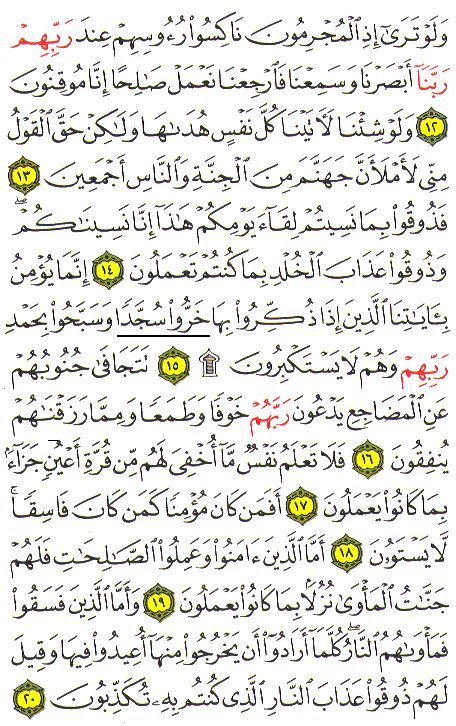 وَلَوْ تَرَىٰٓ إِذِ ٱلْمُجْرِمُونَ نَاكِسُوا۟ رُءُوسِهِمْ عِندَ رَبِّهِمْ
رَبَّنَآ أَبْصَرْنَا وَسَمِعْنَا فَٱرْجِعْنَا نَعْمَلْ صَـٰلِحًا إِنَّا مُوقِنُونَ
١٢ وَلَوْ شِئْنَا لَـَٔاتَيْنَا كُلَّ نَفْسٍ هُدَىٰهَا وَلَـٰكِنْ حَقَّ ٱلْقَوْلُ
مِنِّى لَأَمْلَأَنَّ جَهَنَّمَ مِنَ ٱلْجِنَّةِ وَٱلنَّاسِ أَجْمَعِينَ ١٣
فَذُوقُوا۟ بِمَا نَسِيتُمْ لِقَآءَ يَوْمِكُمْ هَـٰذَآ إِنَّا نَسِينَـٰكُمْ ۖ
وَذُوقُوا۟ عَذَابَ ٱلْخُلْدِ بِمَا كُنتُمْ تَعْمَلُونَ ١٤ إِنَّمَا يُؤْمِنُ
بِـَٔايَـٰتِنَا ٱلَّذِينَ إِذَا ذُكِّرُوا۟ بِهَا خَرُّوا۟ سُجَّدًا وَسَبَّحُوا۟ بِحَمْدِ
رَبِّهِمْ وَهُمْ لَا يَسْتَكْبِرُونَ ۩ ١٥ تَتَجَافَىٰ جُنُوبُهُمْ
عَنِ ٱلْمَضَاجِعِ يَدْعُونَ رَبَّهُمْ خَوْفًا وَطَمَعًا وَمِمَّا رَزَقْنَـٰهُمْ
يُنفِقُونَ ١٦ فَلَا تَعْلَمُ نَفْسٌ مَّآ أُخْفِىَ لَهُم مِّن قُرَّةِ أَعْيُنٍ جَزَآءًۢ
بِمَا كَانُوا۟ يَعْمَلُونَ ١٧ أَفَمَن كَانَ مُؤْمِنًا كَمَن كَانَ فَاسِقًا ۚ
لَّا يَسْتَوُۥنَ ١٨ أَمَّا ٱلَّذِينَ ءَامَنُوا۟ وَعَمِلُوا۟ ٱلصَّـٰلِحَـٰتِ فَلَهُمْ
جَنَّـٰتُ ٱلْمَأْوَىٰ نُزُلًۢا بِمَا كَانُوا۟ يَعْمَلُونَ ١٩ وَأَمَّا ٱلَّذِينَ فَسَقُوا۟
فَمَأْوَىٰهُمُ ٱلنَّارُ ۖ كُلَّمَآ أَرَادُوٓا۟ أَن يَخْرُجُوا۟ مِنْهَآ أُعِيدُوا۟ فِيهَا وَقِيلَ
لَهُمْ ذُوقُوا۟ عَذَابَ ٱلنَّارِ ٱلَّذِى كُنتُم بِهِۦ تُكَذِّبُونَ ٢٠